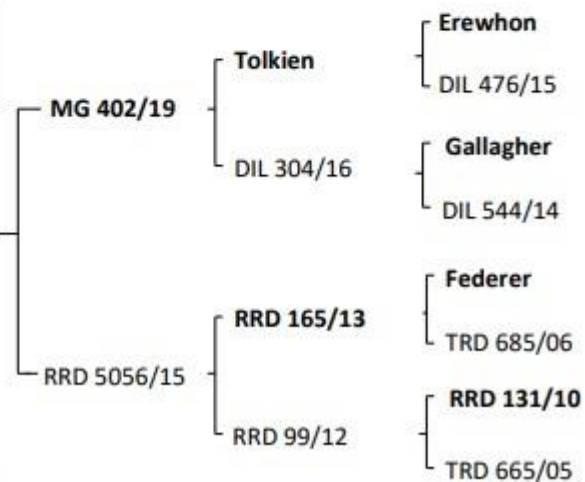 Erewhon
Tolkien
DIL 476/15
MG 402/19
Gallagher
DIL 304/16
DIL 544/14
Federer
RRD 165/13
TRD 685/06
RRD 5056/15
RRD 131/10
RRD 99/12
TRD 665/05